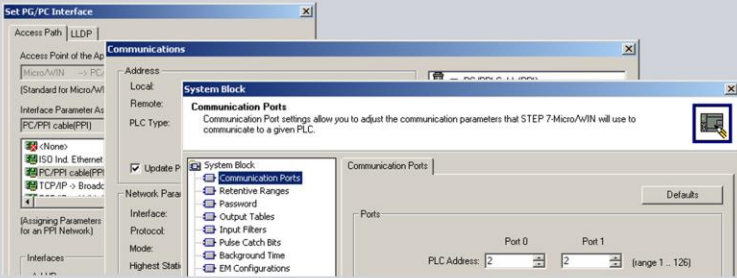 Set PG/PC Interface
Access Path
LLDP
Access Point of the Ap
Micro/WIN -> PC/
(Standard for Micro/WI
Interface Parameter As
PC/PPI cable(PPI)
<None>
ISO Ind. Ethernet
PC/PPI cable(PPI
TCP/IP -> Broadc
(Assigning Parameters
for an PPI Network)
Interfaces
Communications
Address
Local:
Remote:
PLC Type:
Update P
Network Para
Interface:
Protocol:
Mode:
Highest Stati
System Block
Communication Ports
Communication Port settings allow you to adjust the communication parameters that STEP 7-Micro/WIN will use to
communicate to a given PLC.
System Block
Communication Ports
Retentive Ranges
Password
Output Tables
Input Filters
Pulse Catch Bits
Background Time
EM Configurations
Communication Ports
Defaults
Ports
Port 0
Port 1
PLC Address: 2
2
(range 1 .. 126)